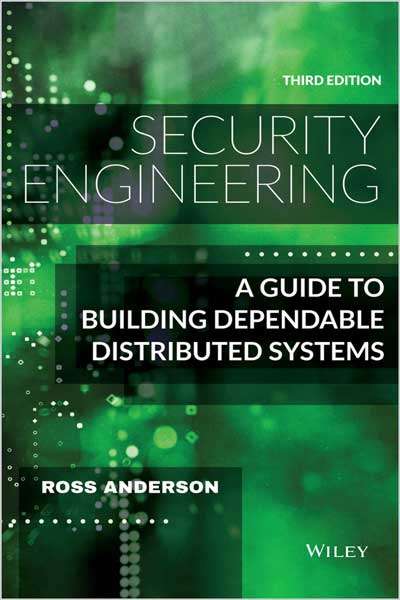 THIRD EDITION
SECURITY
ENGINEERING
A GUIDE TO
BUILDING DEPENDABLE
DISTRIBUTED SYSTEMS
ROSS ANDERSON
WILEY